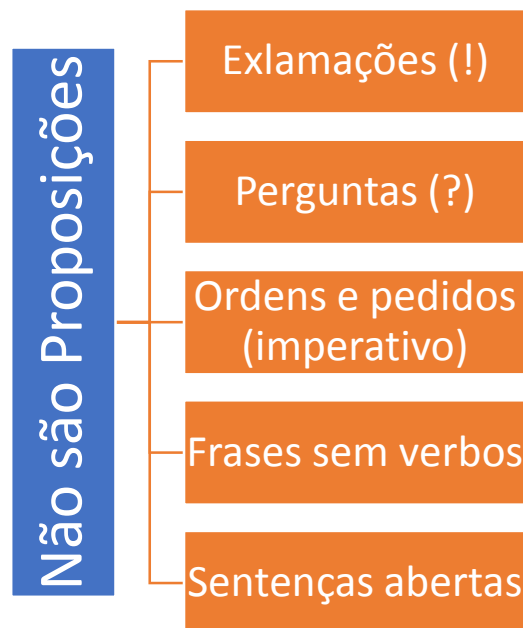 Não são Proposições
Exlamações (!)
Perguntas (?)
Ordens e pedidos
(imperativo)
Frases sem verbos
Sentenças abertas